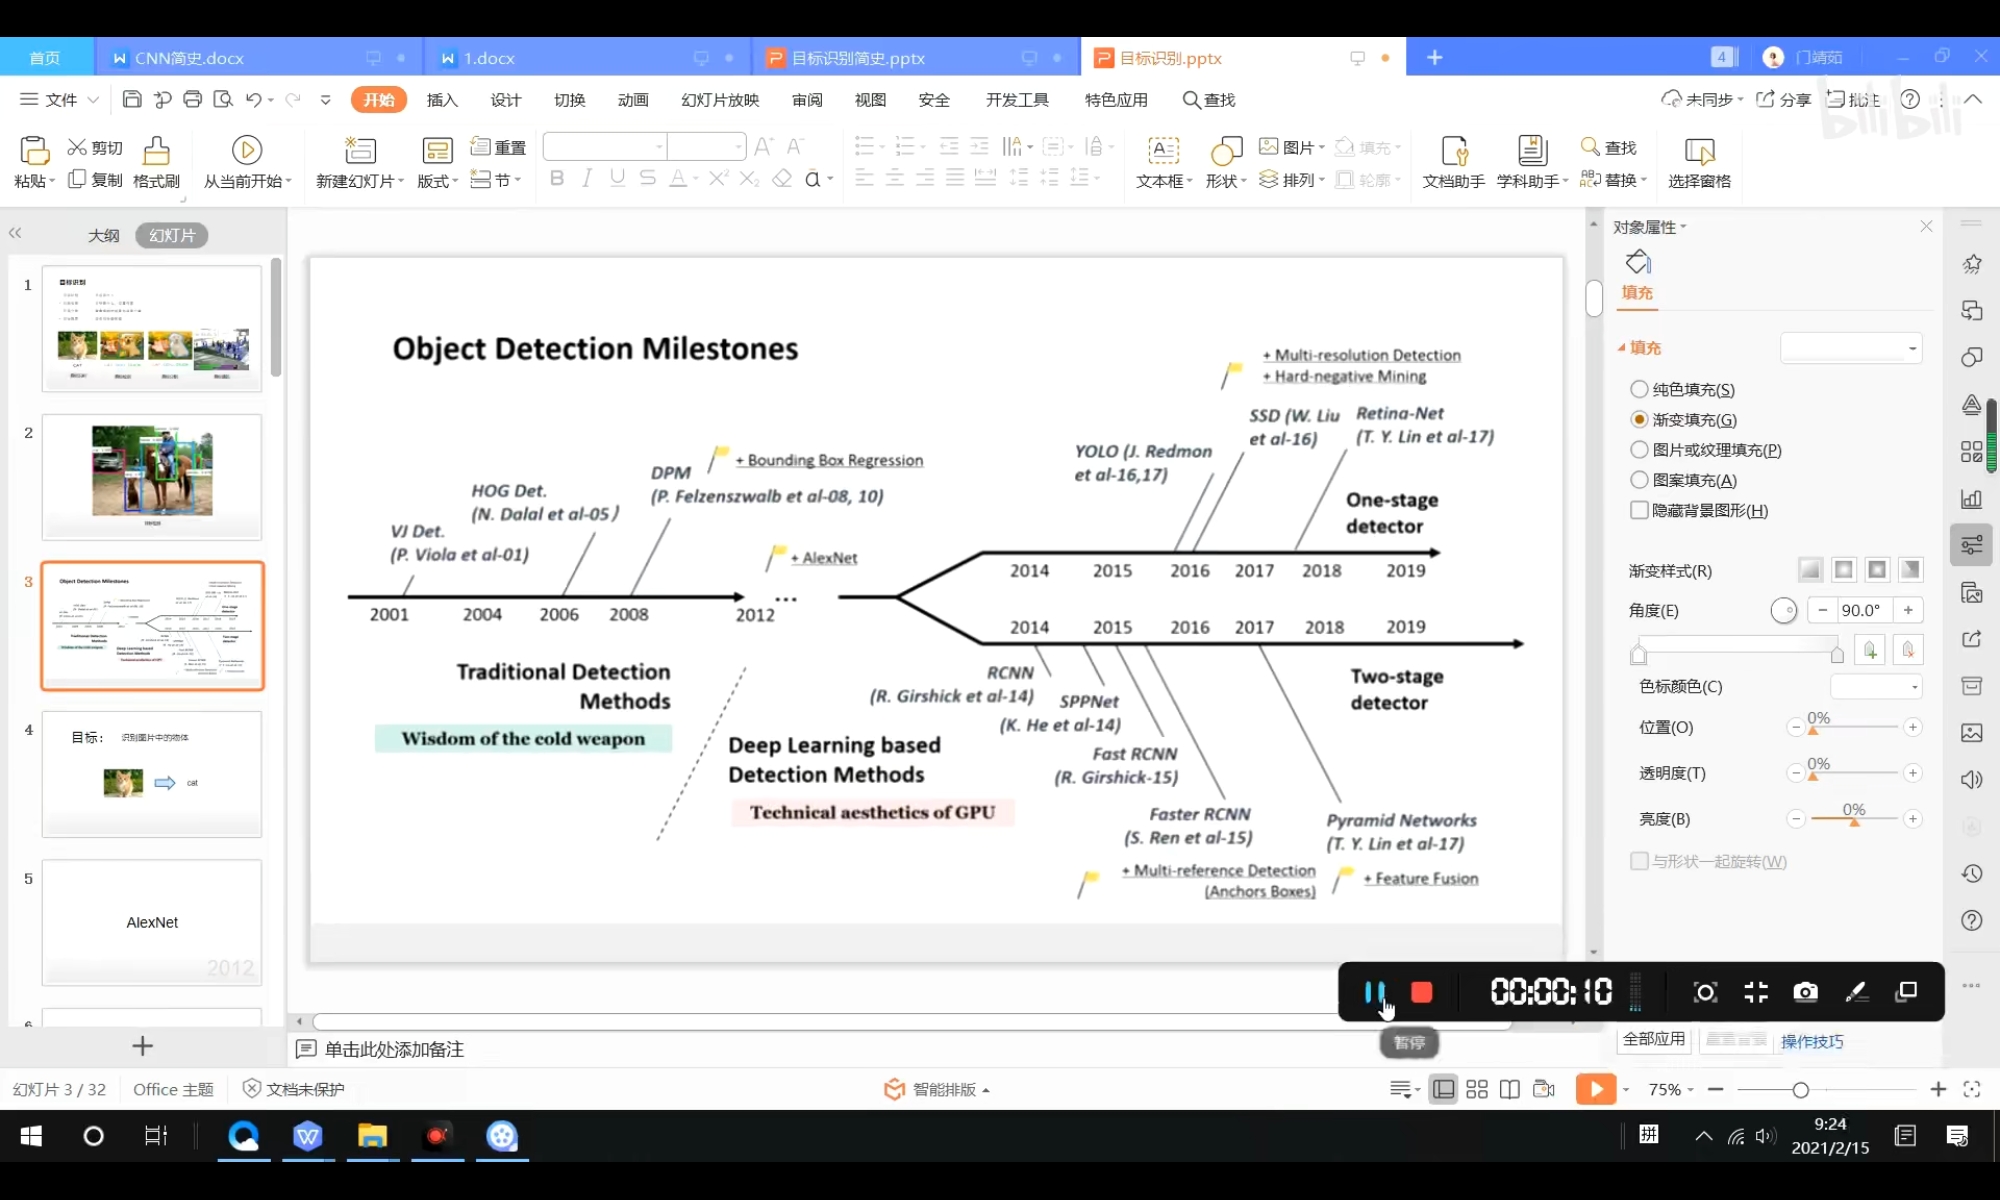 首页
CNN简史.docx
1.docx
目标识别简史.pptx
目标识别.pptx
4
门靖茹
文件
开始
插入
设计
切换
动画
幻灯片放映
审阅
视图
安全
开发工具
特色应用
查找
未同步
分享
批注
bilibili
粘贴
剪切
复制
格式刷
从当前开始
新建幻灯片
版式
重置
节
文本框
形状
图片
排列
填充
轮廓
文档助手
学科助手
查找
替换
选择窗格
大纲
幻灯片
1
目标识别
2
3
Object Detection Milestones
4
目标：
识别图片中的物体
cat
5
AlexNet
2012
Object Detection Milestones
+ Multi-resolution Detection
+ Hard-negative Mining
SSD (W. Liu
et al-16)
Retina-Net
(T. Y. Lin et al-17)
YOLO (J. Redmon
et al-16,17)
+ Bounding Box Regression
DPM
(P. Felzenszwalb et al-08, 10)
HOG Det.
(N. Dalal et al-05)
VJ Det.
(P. Viola et al-01)
+ AlexNet
One-stage
detector
2014 2015 2016 2017 2018 2019
2001 2004 2006 2008 2012 ...
2014 2015 2016 2017 2018 2019
Traditional Detection
Methods
Wisdom of the cold weapon
Deep Learning based
Detection Methods
Technical aesthetics of GPU
RCNN
(R. Girshick et al-14)
SPPNet
(K. He et al-14)
Fast RCNN
(R. Girshick-15)
Faster RCNN
(S. Ren et al-15)
+ Multi-reference Detection
(Anchors Boxes)
Two-stage
detector
Pyramid Networks
(T. Y. Lin et al-17)
+ Feature Fusion
对象属性
填充
填充
纯色填充(S)
渐变填充(G)
图片或纹理填充(P)
图案填充(A)
隐藏背景图形(H)
渐变样式(R)
角度(E)
90.0°
色标颜色(C)
位置(O)
0%
透明度(T)
0%
亮度(B)
0%
与形状一起旋转(W)
00:00:10
暂停
全部应用
操作技巧
单击此处添加备注
幻灯片 3 / 32
Office 主题
文档未保护
智能排版
75%
拼
9:24
2021/2/15